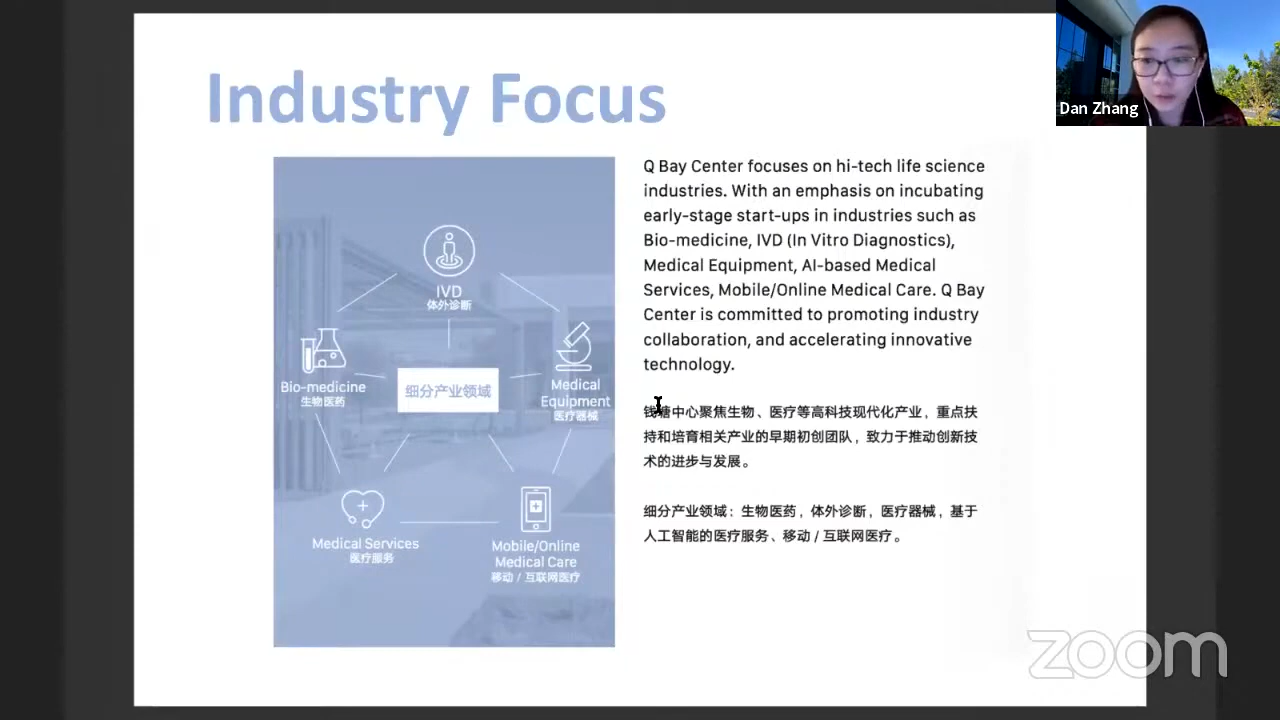 Industry Focus
Dan Zhang
IVD
体外诊断
Bio-medicine
生物医药
细分产业领域
Medical
Equipment
医疗器械
Medical Services
医疗服务
Mobile/Online
Medical Care
移动 / 互联网医疗
Q Bay Center focuses on hi-tech life science
industries. With an emphasis on incubating
early-stage start-ups in industries such as
Bio-medicine, IVD (In Vitro Diagnostics),
Medical Equipment, AI-based Medical
Services, Mobile/Online Medical Care. Q Bay
Center is committed to promoting industry
collaboration, and accelerating innovative
technology.
钱塘中心聚焦生物、医疗等高科技现代化产业，重点扶
持和培育相关产业的早期初创团队，致力于推动创新技
术的进步与发展。
细分产业领域：生物医药，体外诊断，医疗器械，基于
人工智能的医疗服务、移动 / 互联网医疗。
zoom